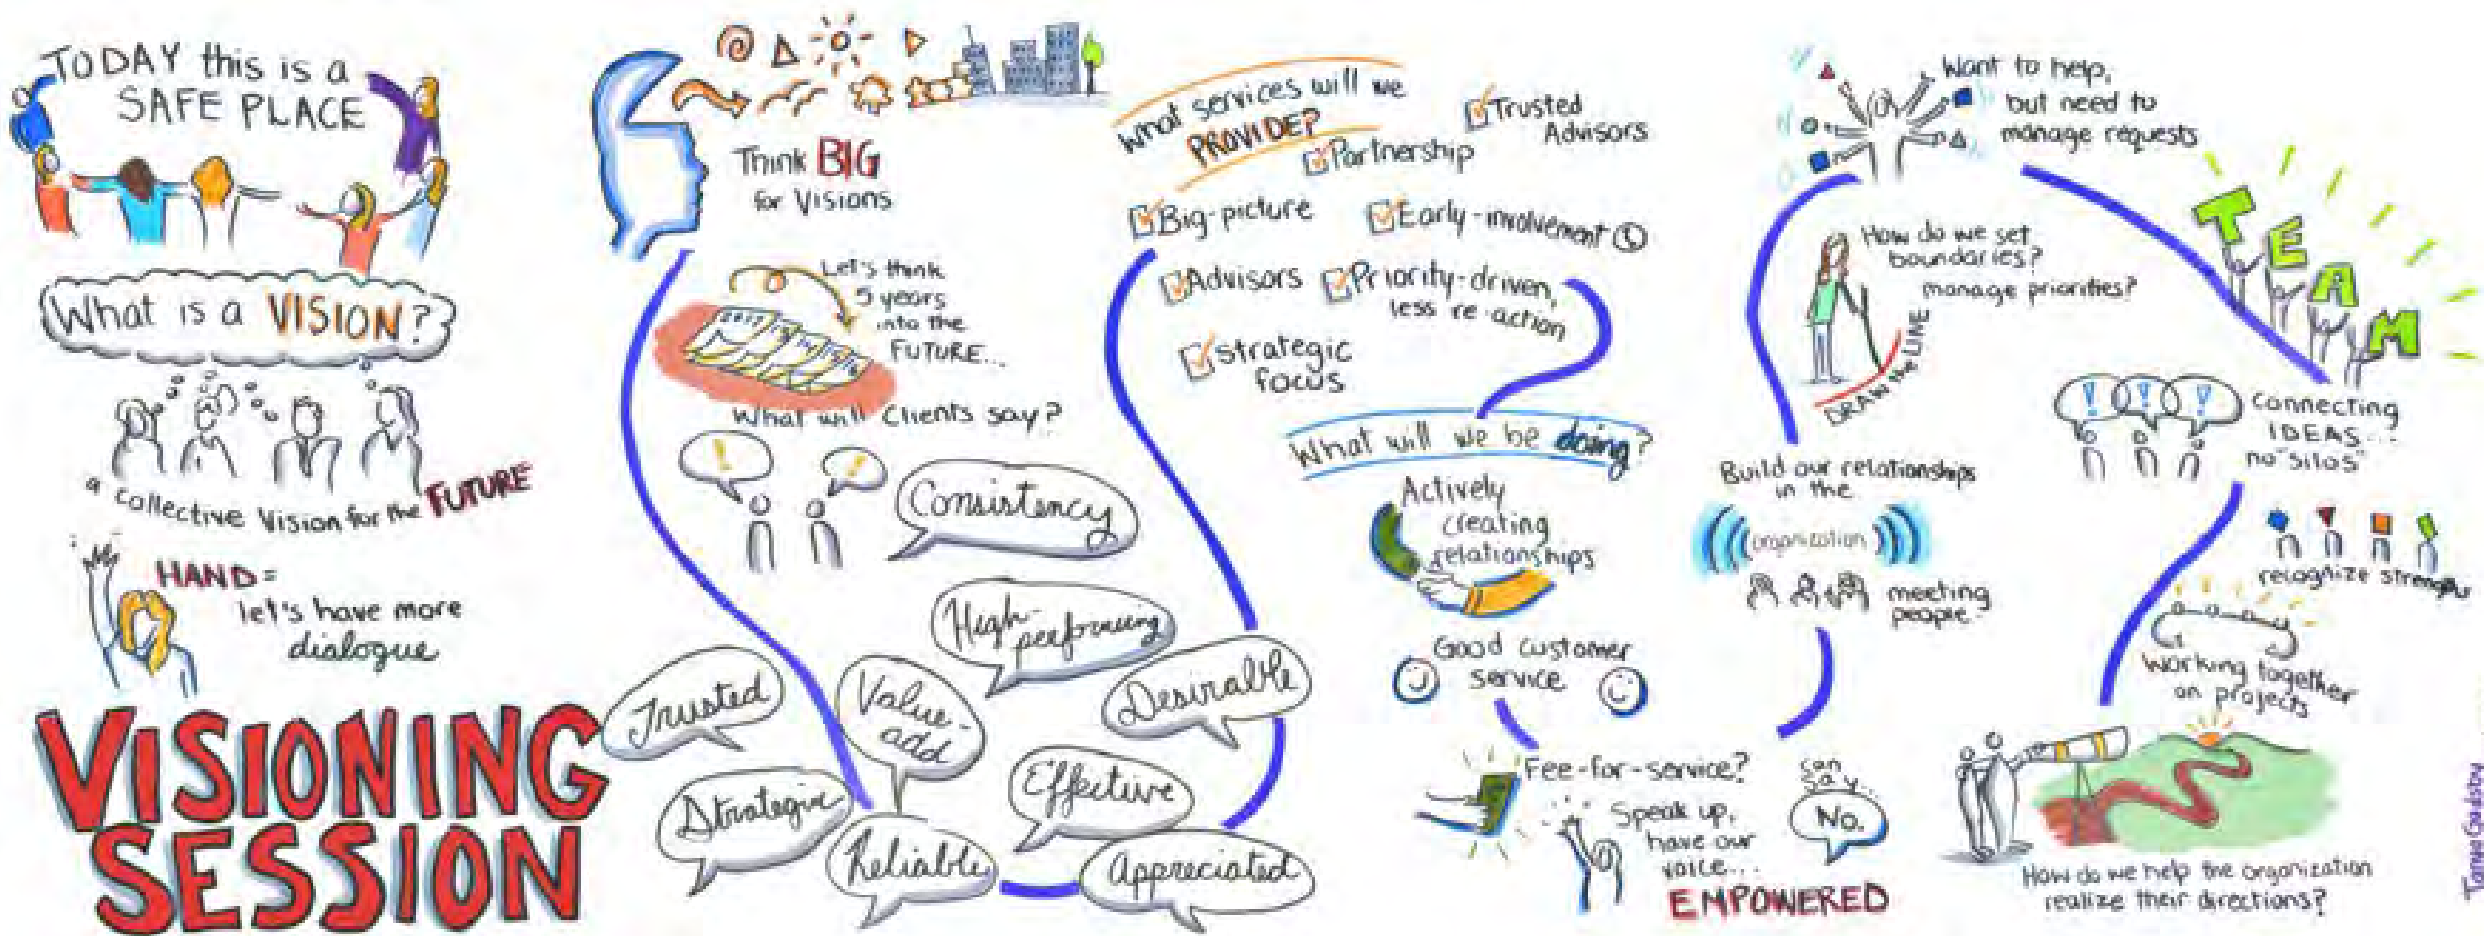 TODAY this is a
SAFE PLACE
What is a VISION?
a collective vision for the FUTURE
HAND =
let's have more
dialogue
VISIONING
SESSION
Think BIG
for Visions
Let's think
5 years
into the
FUTURE...
What will Clients say?
!
!
Consistency
High-
performing
Trusted
Value-
add
Desirable
Strategic
Effective
Reliable
Appreciated
What services will we
PROVIDE?
Trusted
Advisors
Partnership
Big-picture
Early-involvement
Advisors
Priority-driven,
less re-action
Strategic
focus
What will we be doing?
Actively
creating
relationships
Good customer
service
Fee-for-service?
Speak up,
have our
voice...
EMPOWERED
can
say...
No.
Want to help,
but need to
manage requests
How do we set
boundaries?
manage priorities?
DRAW the LINE
Build our relationships
in the
organization
meeting
people
TEAM
! ! !
Connecting
IDEAS...
no "silos"
recognize strengths
Working together
on projects
How do we help the organization
realize their directions?